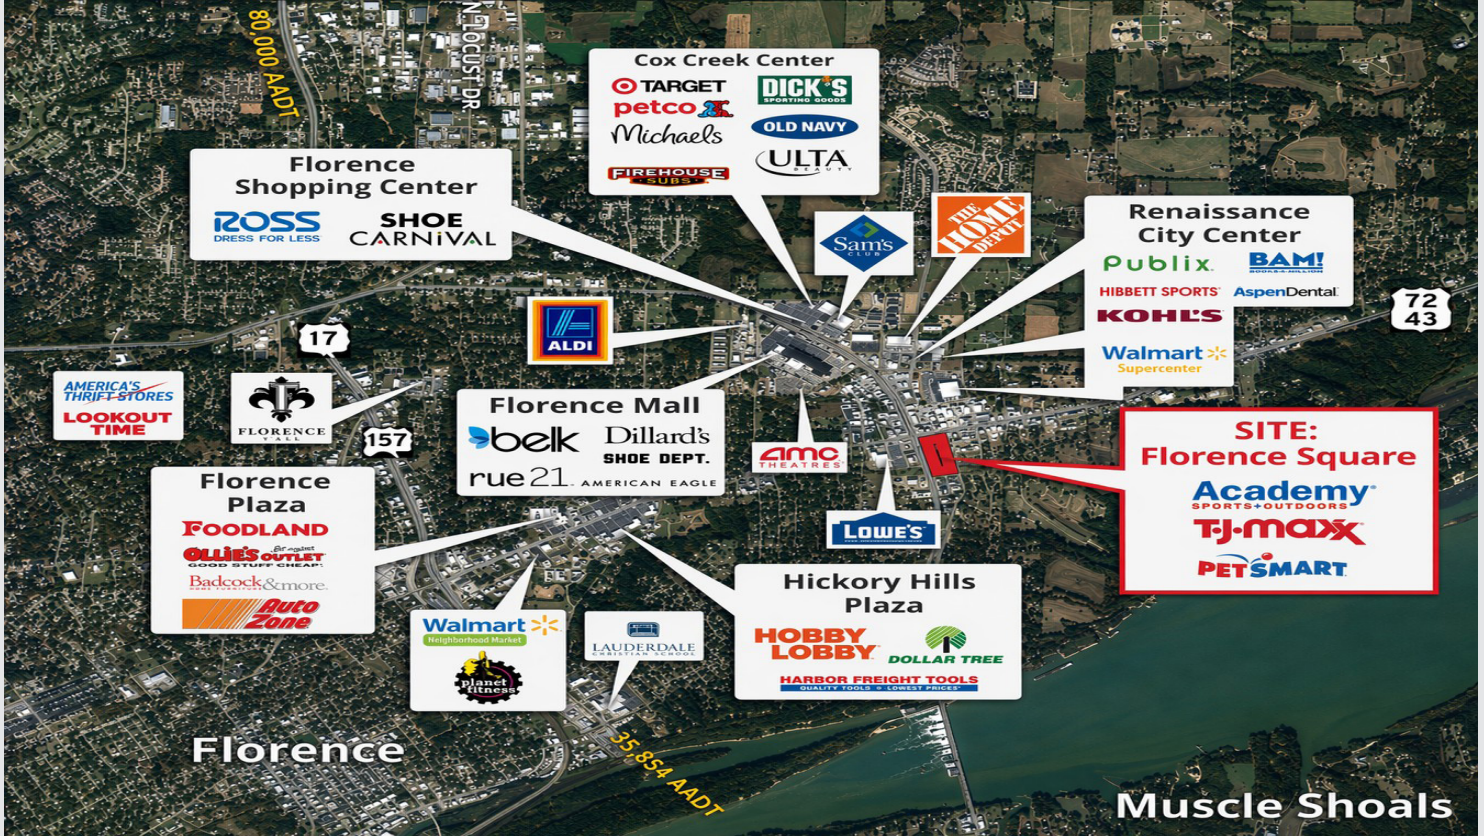 80,000 AADT
N LOCUST DR
Cox Creek Center
TARGET
DICK'S
SPORTING GOODS
petco
OLD NAVY
Michaels
ULTA
BEAUTY
FIREHOUSE
SUBS
Florence
Shopping Center
ROSS
DRESS FOR LESS
SHOE
CARNiVAL
Sam's
CLUB
THE
HOME
DEPOT
Renaissance
City Center
Publix.
BAM!
BOOKS-A-MILLION
HIBBETT SPORTS
AspenDental
KOHL'S
Walmart
Supercenter
72
43
17
ALDI
AMERICA'S
THRIFT STORES
LOOKOUT
TIME
FLORENCE
Y'ALL
157
Florence Mall
belk
Dillard's
SHOE DEPT.
rue21
AMERICAN EAGLE
amc
THEATRES
SITE:
Florence Square
Academy
SPORTS+OUTDOORS
T·J·maxx
PETSMART
LOWE'S
Florence
Plaza
FOODLAND
OLLIE'S OUTLET
GOOD STUFF CHEAP
Badcock &more
HOME FURNITURE
Auto
Zone
Hickory Hills
Plaza
HOBBY
LOBBY
DOLLAR TREE
HARBOR FREIGHT TOOLS
QUALITY TOOLS LOWEST PRICES
Walmart
Neighborhood Market
planet
fitness
LAUDERDALE
CHRISTIAN SCHOOL
35,854 AADT
Florence
Muscle Shoals